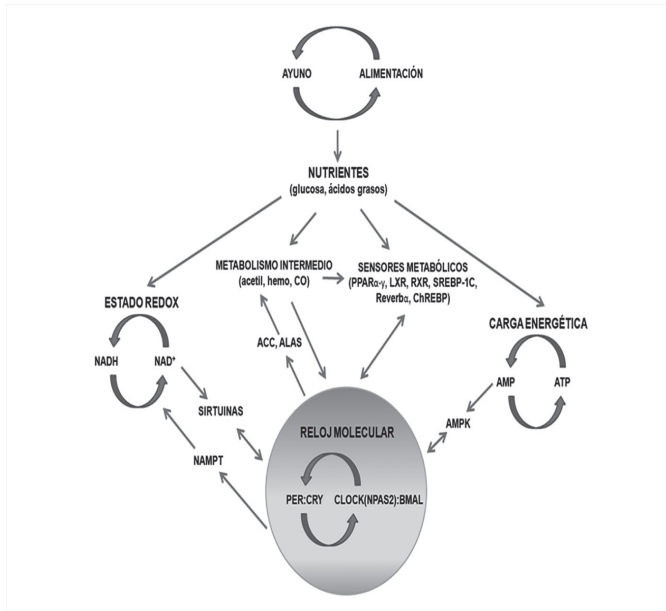 AYUNO
ALIMENTACIÓN
NUTRIENTES
(glucosa, ácidos grasos)
METABOLISMO INTERMEDIO
(acetil, hemo, CO)
SENSORES METABÓLICOS
(PPARα-γ, LXR, RXR, SREBP-1C,
Reverbα, ChREBP)
ESTADO REDOX
NADH
NAD⁺
CARGA ENERGÉTICA
AMP
ATP
ACC, ALAS
SIRTUINAS
AMPK
NAMPT
RELOJ MOLECULAR
PER:CRY
CLOCK(NPAS2):BMAL